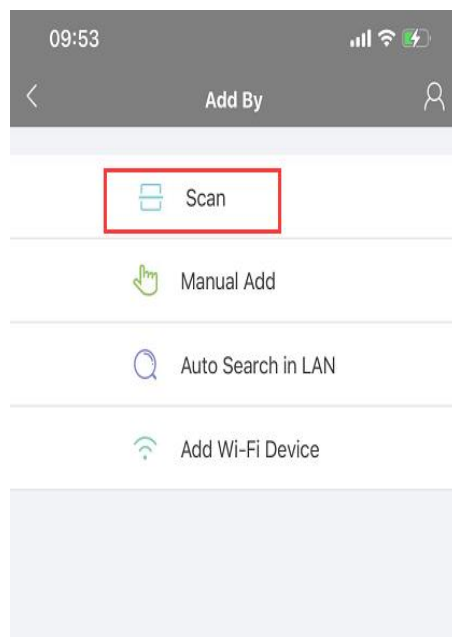 09:53
Add By
Scan
Manual Add
Auto Search in LAN
Add Wi-Fi Device